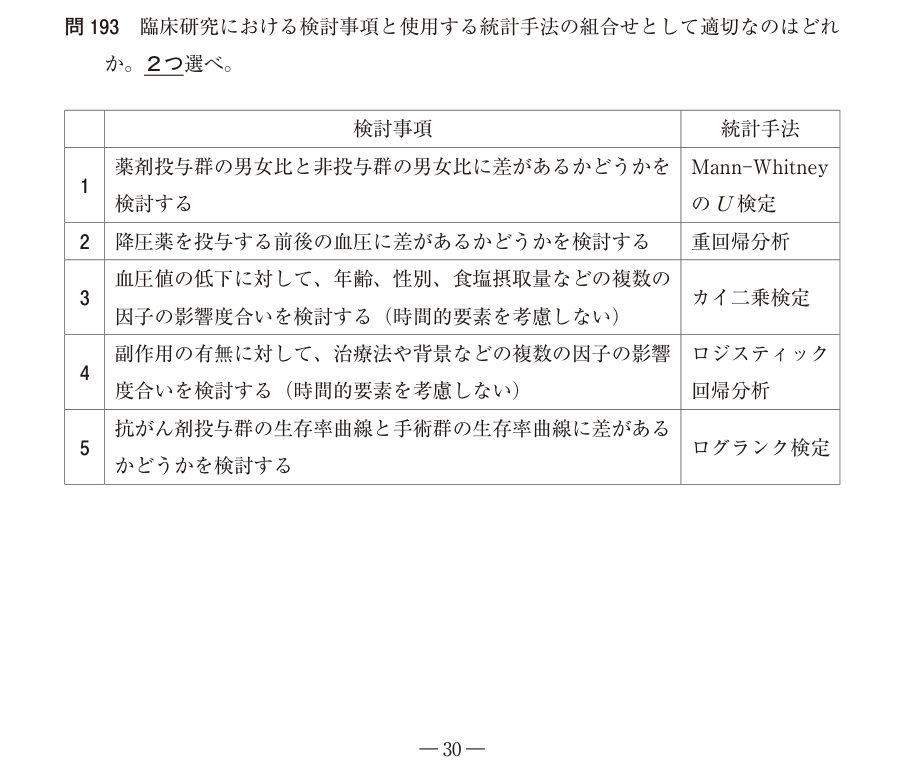 問 193　臨床研究における検討事項と使用する統計手法の組合せとして適切なのはどれ
か。２つ選べ。
検討事項　統計手法
1　薬剤投与群の男女比と非投与群の男女比に差があるかどうかを　Mann-Whitney
検討する　の U 検定
2　降圧薬を投与する前後の血圧に差があるかどうかを検討する　重回帰分析
3　血圧値の低下に対して、年齢、性別、食塩摂取量などの複数の
因子の影響度合いを検討する（時間的要素を考慮しない）　カイ二乗検定
4　副作用の有無に対して、治療法や背景などの複数の因子の影響　ロジスティック
度合いを検討する（時間的要素を考慮しない）　回帰分析
5　抗がん剤投与群の生存率曲線と手術群の生存率曲線に差がある
かどうかを検討する　ログランク検定
— 30 —